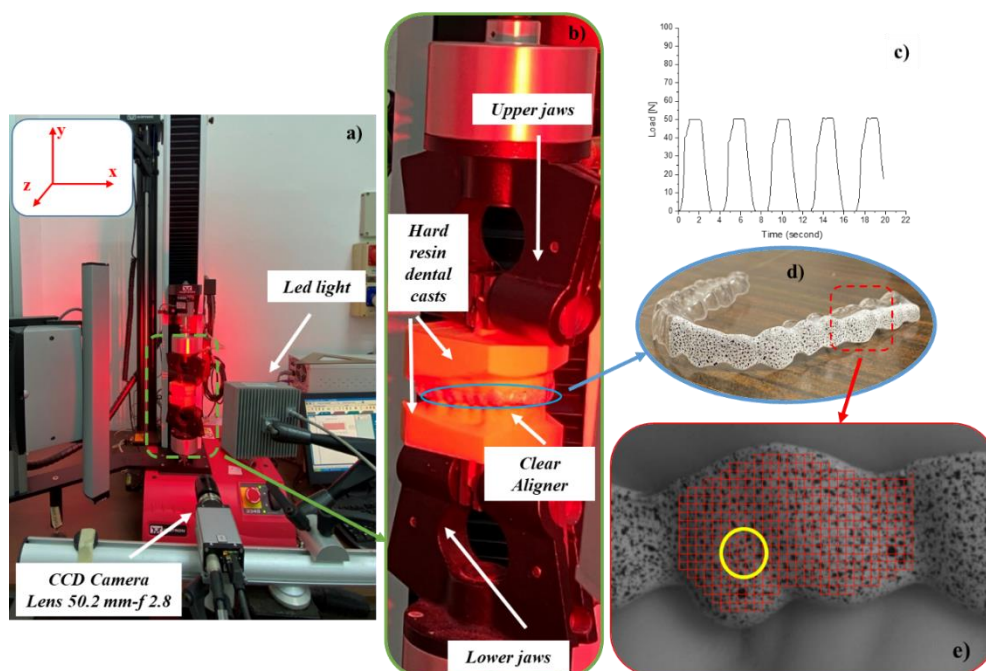 a)
y
x
z
Led light
CCD Camera
Lens 50.2 mm-f 2.8
b)
Upper jaws
Hard
resin
dental
casts
Clear
Aligner
Lower jaws
c)
Load [N]
100
90
80
70
60
50
40
30
20
10
0
0 2 4 6 8 10 12 14 16 18 20 22
Time (second)
d)
e)